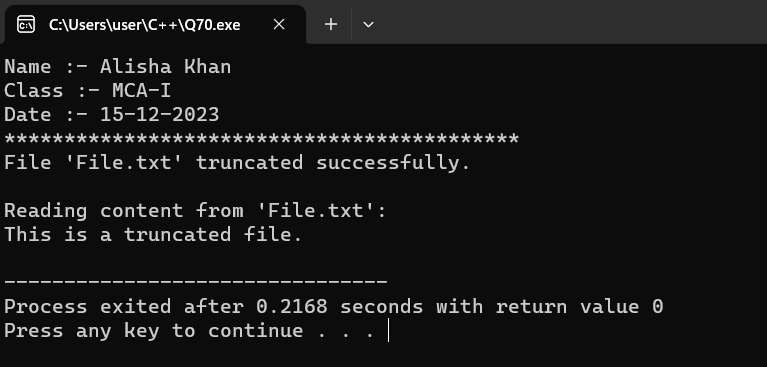 C:\Users\user\C++\Q70.exe
Name :- Alisha Khan
Class :- MCA-I
Date :- 15-12-2023
*******************************************
File 'File.txt' truncated successfully.
Reading content from 'File.txt':
This is a truncated file.
--------------------------------
Process exited after 0.2168 seconds with return value 0
Press any key to continue . . .